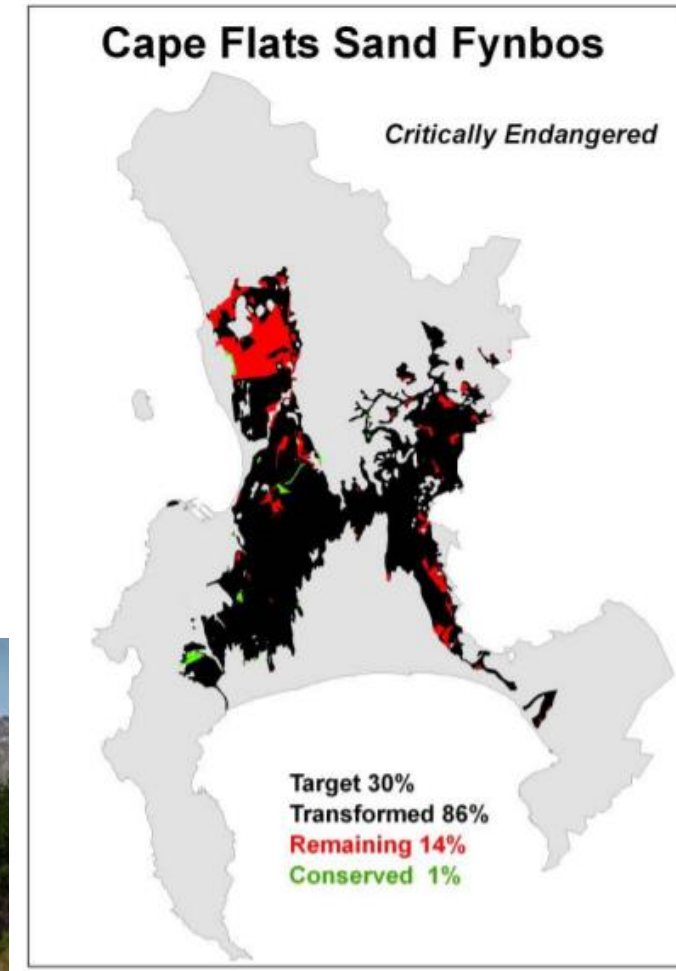 Cape Flats Sand Fynbos
Critically Endangered
Target 30%
Transformed 86%
Remaining 14%
Conserved 1%